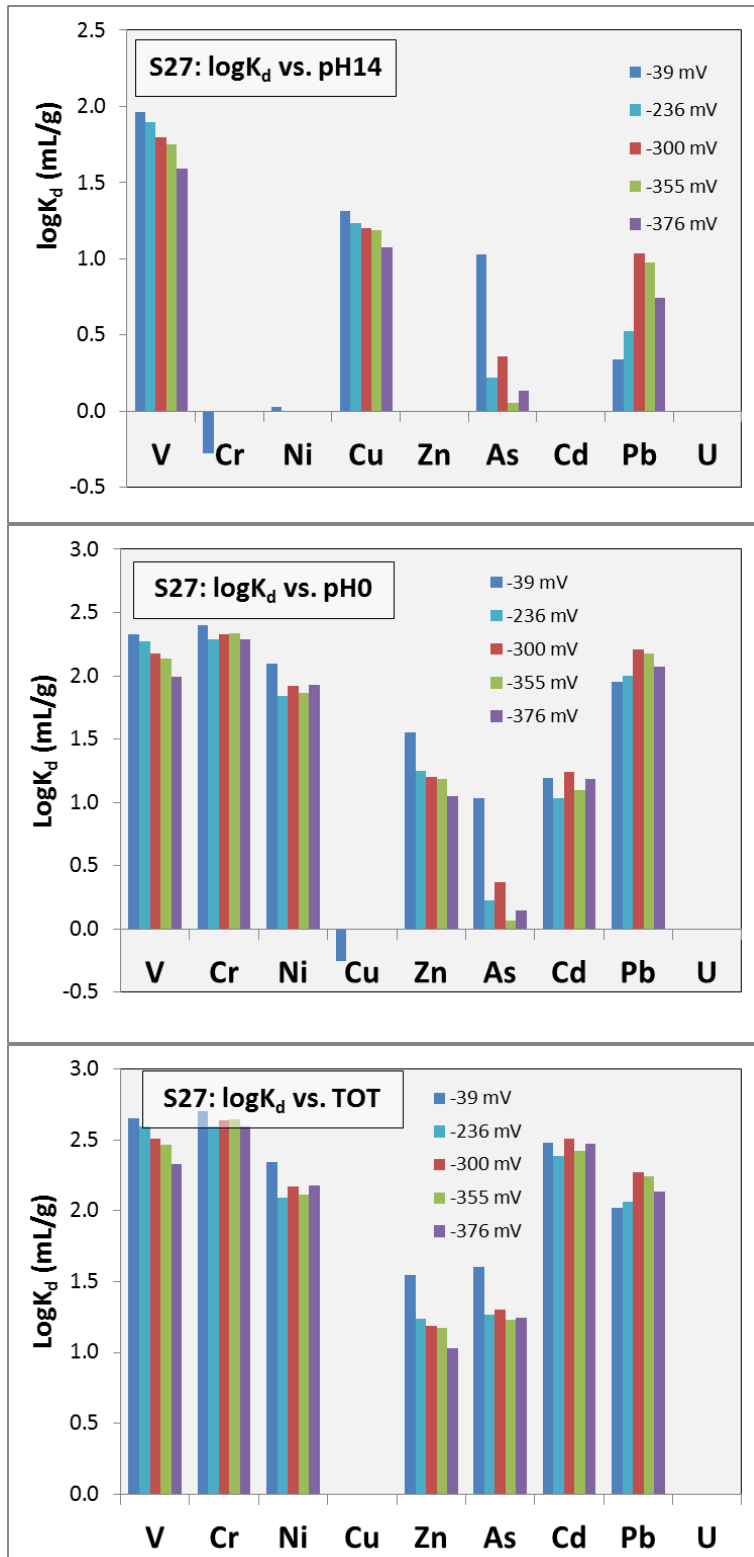 S27: logKd vs. pH14
logKd (mL/g)
2.5
2.0
1.5
1.0
0.5
0.0
-0.5
-39 mV
-236 mV
-300 mV
-355 mV
-376 mV
V Cr Ni Cu Zn As Cd Pb U
S27: logKd vs. pH0
LogKd (mL/g)
3.0
2.5
2.0
1.5
1.0
0.5
0.0
-0.5
-39 mV
-236 mV
-300 mV
-355 mV
-376 mV
V Cr Ni Cu Zn As Cd Pb U
S27: logKd vs. TOT
LogKd (mL/g)
3.0
2.5
2.0
1.5
1.0
0.5
0.0
-39 mV
-236 mV
-300 mV
-355 mV
-376 mV
V Cr Ni Cu Zn As Cd Pb U